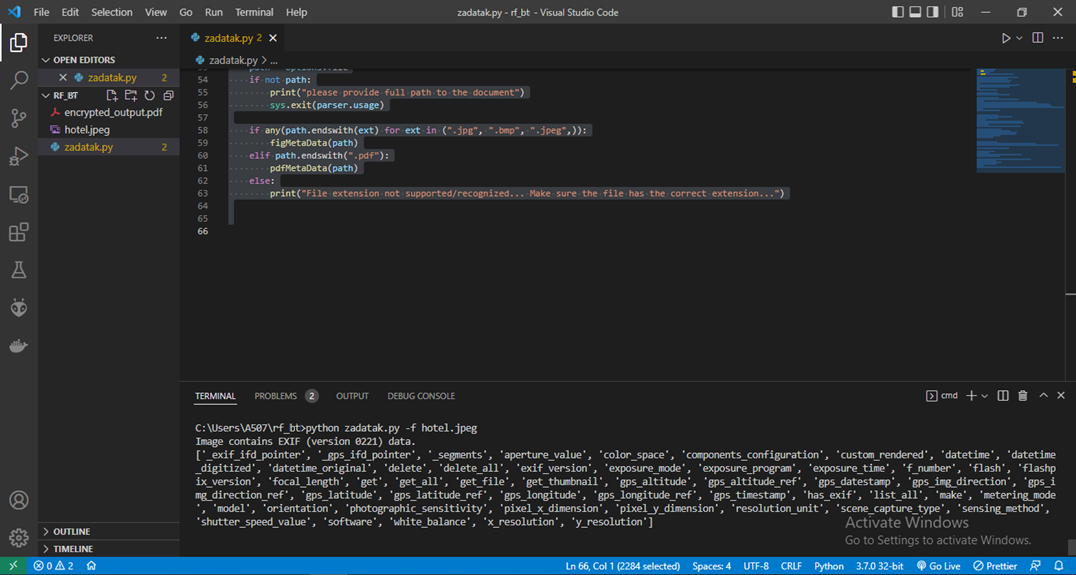 File Edit Selection View Go Run Terminal Help
zadatak.py - rf_bt - Visual Studio Code
EXPLORER
OPEN EDITORS
zadatak.py 2
RF_BT
encrypted_output.pdf
hotel.jpeg
zadatak.py 2
OUTLINE
TIMELINE
zadatak.py 2
zadatak.py > ...
54 if not path:
55 print("please provide full path to the document")
56 sys.exit(parser.usage)
57
58 if any(path.endswith(ext) for ext in (".jpg", ".bmp", ".jpeg",)):
59 figMetaData(path)
60 elif path.endswith(".pdf"):
61 pdfMetaData(path)
62 else:
63 print("File extension not supported/recognized... Make sure the file has the correct extension...")
64
65
66
TERMINAL PROBLEMS 2 OUTPUT DEBUG CONSOLE
cmd
C:\Users\A507\rf_bt>python zadatak.py -f hotel.jpeg
Image contains EXIF (version 0221) data.
['_exif_ifd_pointer', '_gps_ifd_pointer', '_segments', 'aperture_value', 'color_space', 'components_configuration', 'custom_rendered', 'datetime', 'datetime
_digitized', 'datetime_original', 'delete', 'delete_all', 'exif_version', 'exposure_mode', 'exposure_program', 'exposure_time', 'f_number', 'flash', 'flashp
ix_version', 'focal_length', 'get', 'get_all', 'get_file', 'get_thumbnail', 'gps_altitude', 'gps_altitude_ref', 'gps_datestamp', 'gps_img_direction', 'gps_i
mg_direction_ref', 'gps_latitude', 'gps_latitude_ref', 'gps_longitude', 'gps_longitude_ref', 'gps_timestamp', 'has_exif', 'list_all', 'make', 'metering_mode
', 'model', 'orientation', 'photographic_sensitivity', 'pixel_x_dimension', 'pixel_y_dimension', 'resolution_unit', 'scene_capture_type', 'sensing_method',
'shutter_speed_value', 'software', 'white_balance', 'x_resolution', 'y_resolution']
Activate Windows
Go to Settings to activate Windows.
0 2
Ln 66, Col 1 (2284 selected) Spaces: 4 UTF-8 CRLF Python 3.7.0 32-bit Go Live Prettier